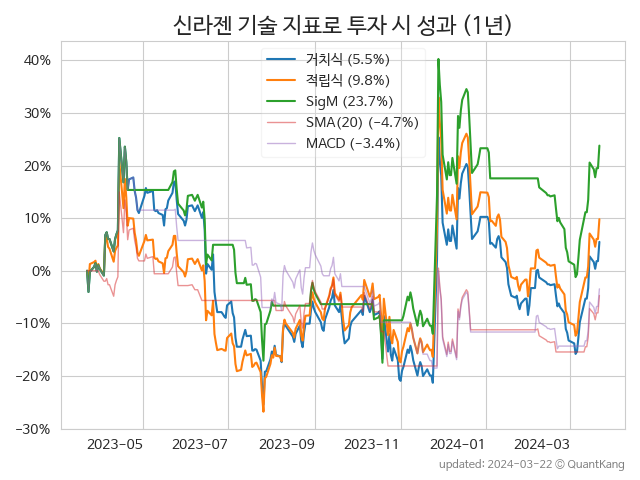 신라젠 기술 지표로 투자 시 성과 (1년)
거치식 (5.5%)
적립식 (9.8%)
SigM (23.7%)
SMA(20) (−4.7%)
MACD (−3.4%)
40%
30%
20%
10%
0%
−10%
−20%
−30%
2023-05 2023-07 2023-09 2023-11 2024-01 2024-03
updated: 2024-03-22 ⓒ QuantKang